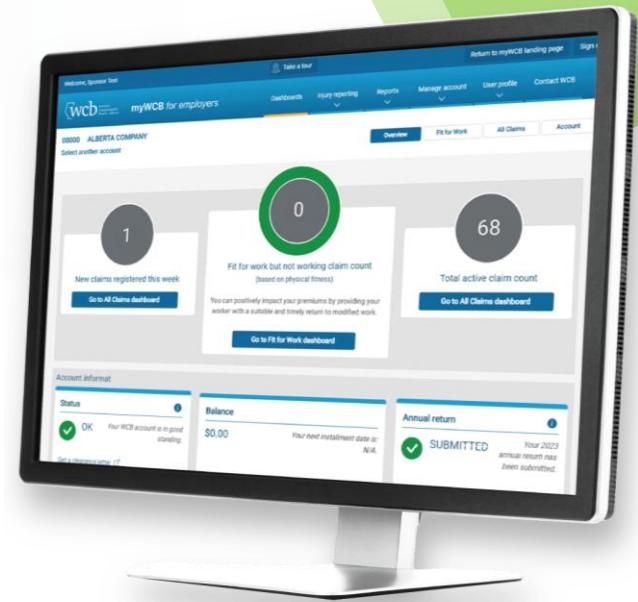 Welcome, Sponsor Test
Take a tour
Return to myWCB landing page
Sign
wcb
myWCB for employers
Dashboards
Injury reporting
Reports
Manage account
User profile
Contact WCB
00000 ALBERTA COMPANY
Select another account
Overview
Fit for Work
All Claims
Account
1
New claims registered this week
Go to All Claims dashboard
0
Fit for work but not working claim count
(based on physical fitness)
You can positively impact your premiums by providing your
worker with a suitable and timely return to modified work.
Go to Fit for Work dashboard
68
Total active claim count
Go to All Claims dashboard
Account informat
Status
OK
Your WCB account is in good
standing.
Get a clearance letter
Balance
$0.00
Your next installment date is:
N/A.
Annual return
SUBMITTED
Your 2023
annual return has
been submitted.